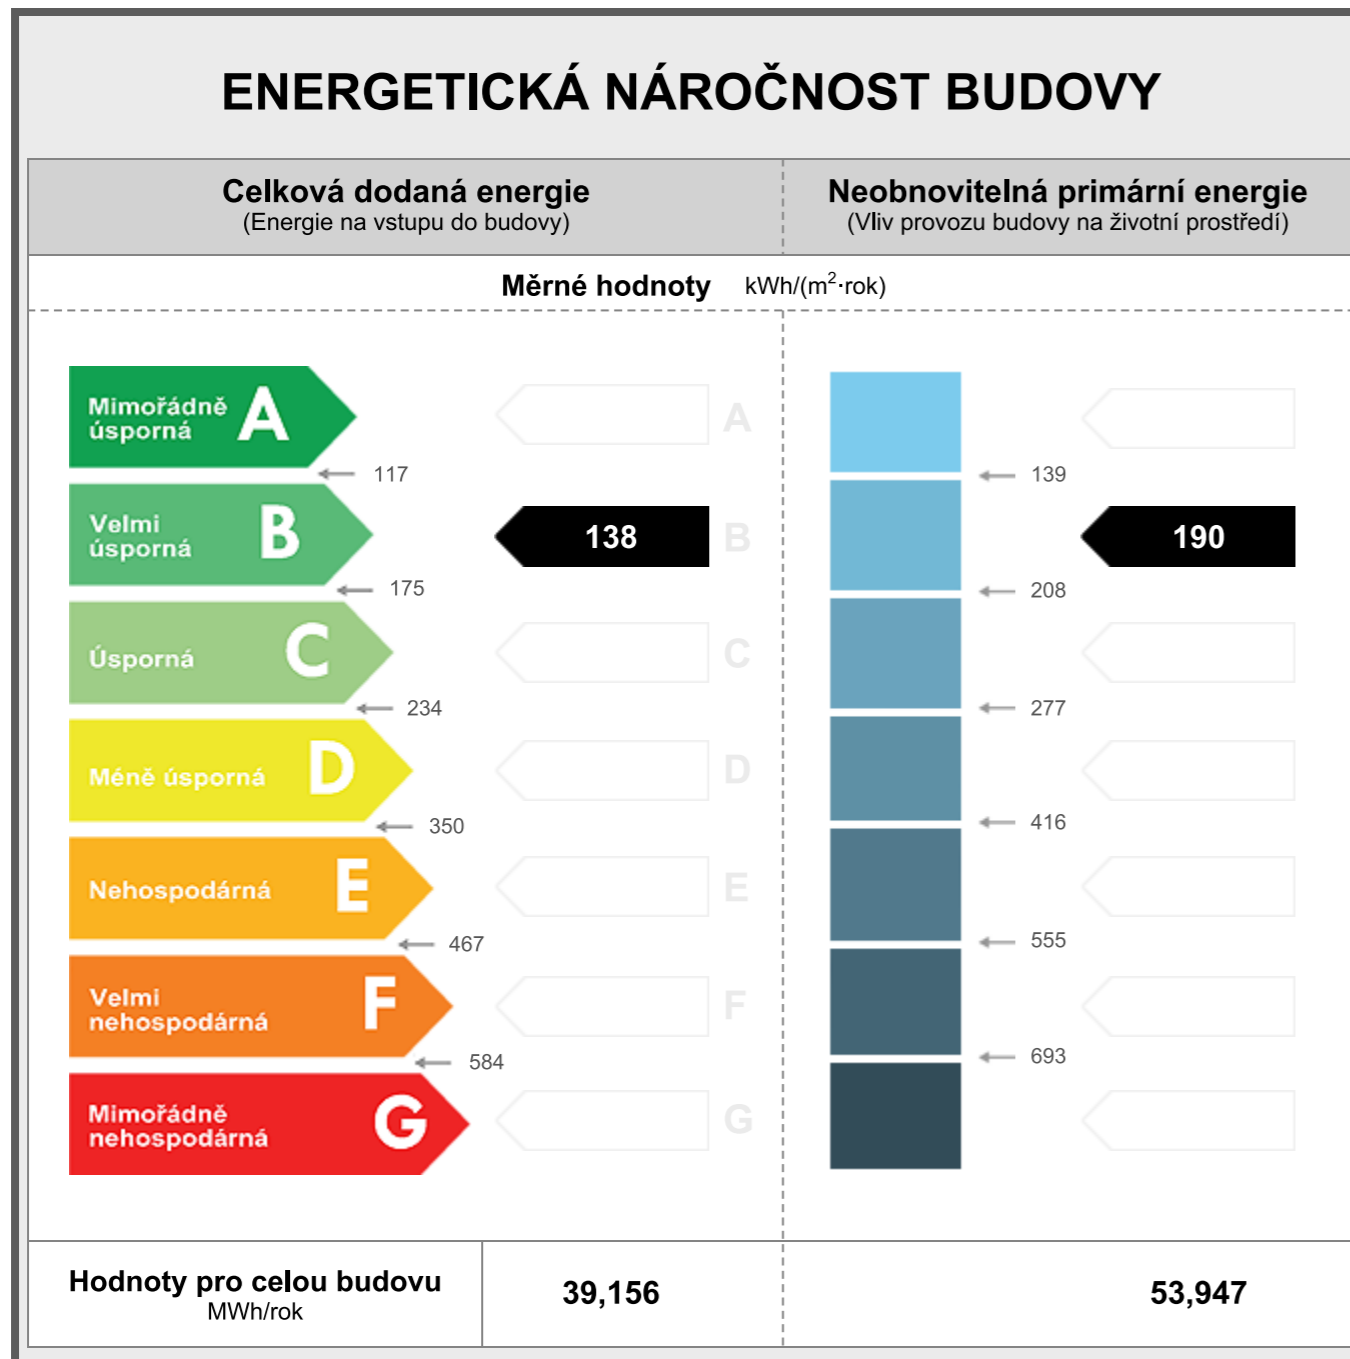 ENERGETICKÁ NÁROČNOST BUDOVY
Celková dodaná energie
(Energie na vstupu do budovy)
Neobnovitelná primární energie
(Vliv provozu budovy na životní prostředí)
Měrné hodnoty kWh/(m²·rok)
Mimořádně
úsporná
A
A
117
139
Velmi
úsporná
B
138
B
190
175
208
Úsporná
C
C
234
277
Méně úsporná
D
D
350
416
Nehospodárná
E
E
467
555
Velmi
nehospodárná
F
F
584
693
Mimořádně
nehospodárná
G
G
Hodnoty pro celou budovu
MWh/rok
39,156
53,947